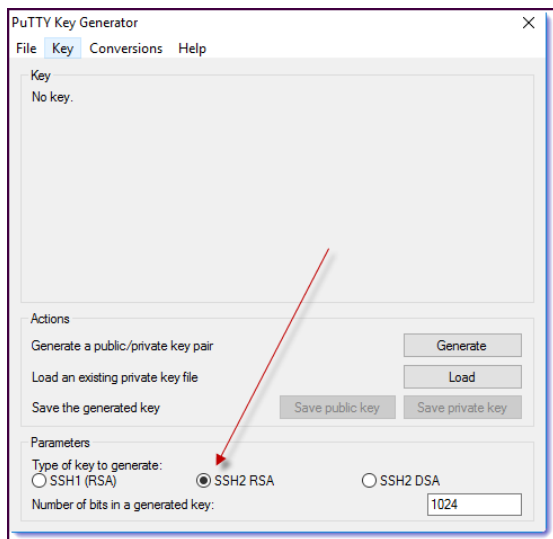 PuTTY Key Generator
File Key Conversions Help
Key
No key.
Actions
Generate a public/private key pair Generate
Load an existing private key file Load
Save the generated key Save public key Save private key
Parameters
Type of key to generate:
SSH1 (RSA) SSH2 RSA SSH2 DSA
Number of bits in a generated key: 1024